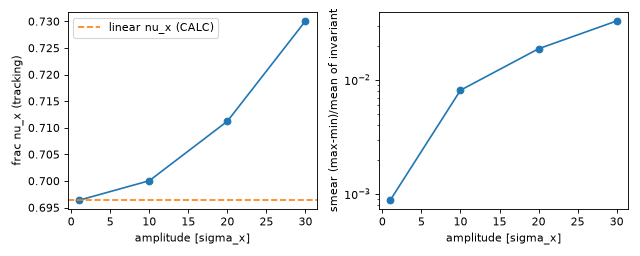 0.730
0.725
0.720
0.715
0.710
0.705
0.700
0.695
frac nu_x (tracking)
linear nu_x (CALC)
0 5 10 15 20 25 30
amplitude [sigma_x]
smear (max-min)/mean of invariant
10⁻²
10⁻³
0 5 10 15 20 25 30
amplitude [sigma_x]